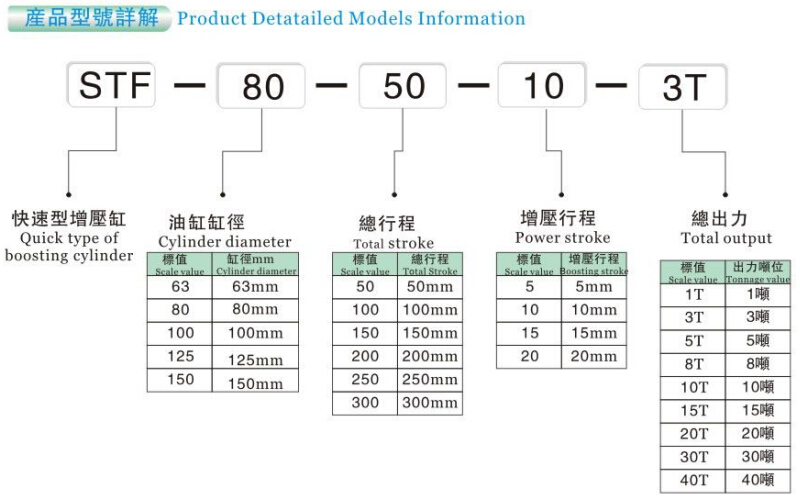 産品型號詳解 Product Detatailed Models Information
STF — 80 — 50 — 10 — 3T
快速型增壓缸
Quick type of
boosting cylinder
油缸缸徑
Cylinder diameter
標值 缸徑mm
Scale value Cylinder diameter
63 63mm
80 80mm
100 100mm
125 125mm
150 150mm
總行程
Total stroke
標值 總行程
Scale value Total Stroke
50 50mm
100 100mm
150 150mm
200 200mm
250 250mm
300 300mm
增壓行程
Power stroke
標值 增壓行程
Scale value Boosting stroke
5 5mm
10 10mm
15 15mm
20 20mm
總出力
Total output
標值 出力噸位
Scale value Tonnage value
1T 1噸
3T 3噸
5T 5噸
8T 8噸
10T 10噸
15T 15噸
20T 20噸
30T 30噸
40T 40噸